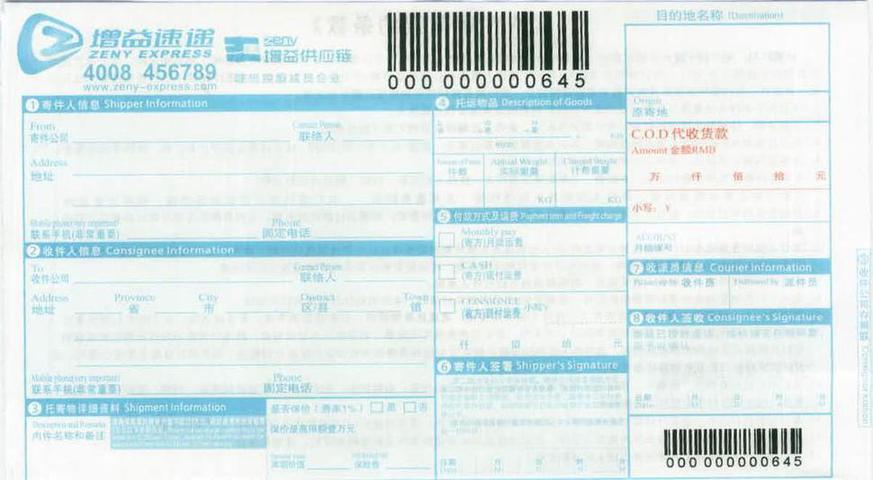 增益速递
ZENY EXPRESS
4008 456789
www.zeny-express.com
zeny
增益供应链
000 000000645
目的地名称 (Destination)
1 寄件人信息 Shipper Information
From
寄件公司
Contact Person
联络人
Address
地址
Mobile phone(very important)
联系手机(非常重要)
Phone
固定电话
2 收件人信息 Consignee Information
To
收件公司
Contact Person
联络人
Address
地址
Province
省
City
市
District
区/县
Town
镇
Mobile phone(very important)
联系手机(非常重要)
Phone
固定电话
3 托寄物详细资料 Shipment Information
Description and Remarks
内件名称和备注
是否保价(费率1%) 是 否
保价最高限额壹万元
声明价值
保险费
4 托运物品 Description of Goods
件数
Actual Weight
实际重量
Charged Weight
计费重量
KG
KG
5 付款方式及话费 Payment term and Freight charge
Monthly pay
(寄方)月结运费
CASH
(寄方)现付运费
CONSIGNEE
(收方)到付运费
小写¥
仟 佰 拾 元
6 寄件人签署 Shipper's Signature
日期
Origin
原寄地
C.O.D 代收货款
Amount 金额RMB
万 仟 佰 拾 元
小写：¥
ACCOUNT
月结账号
7 收派员信息 Courier Information
收件员
派件员
8 收件人签收 Consignee's Signature
日期
000 000000645